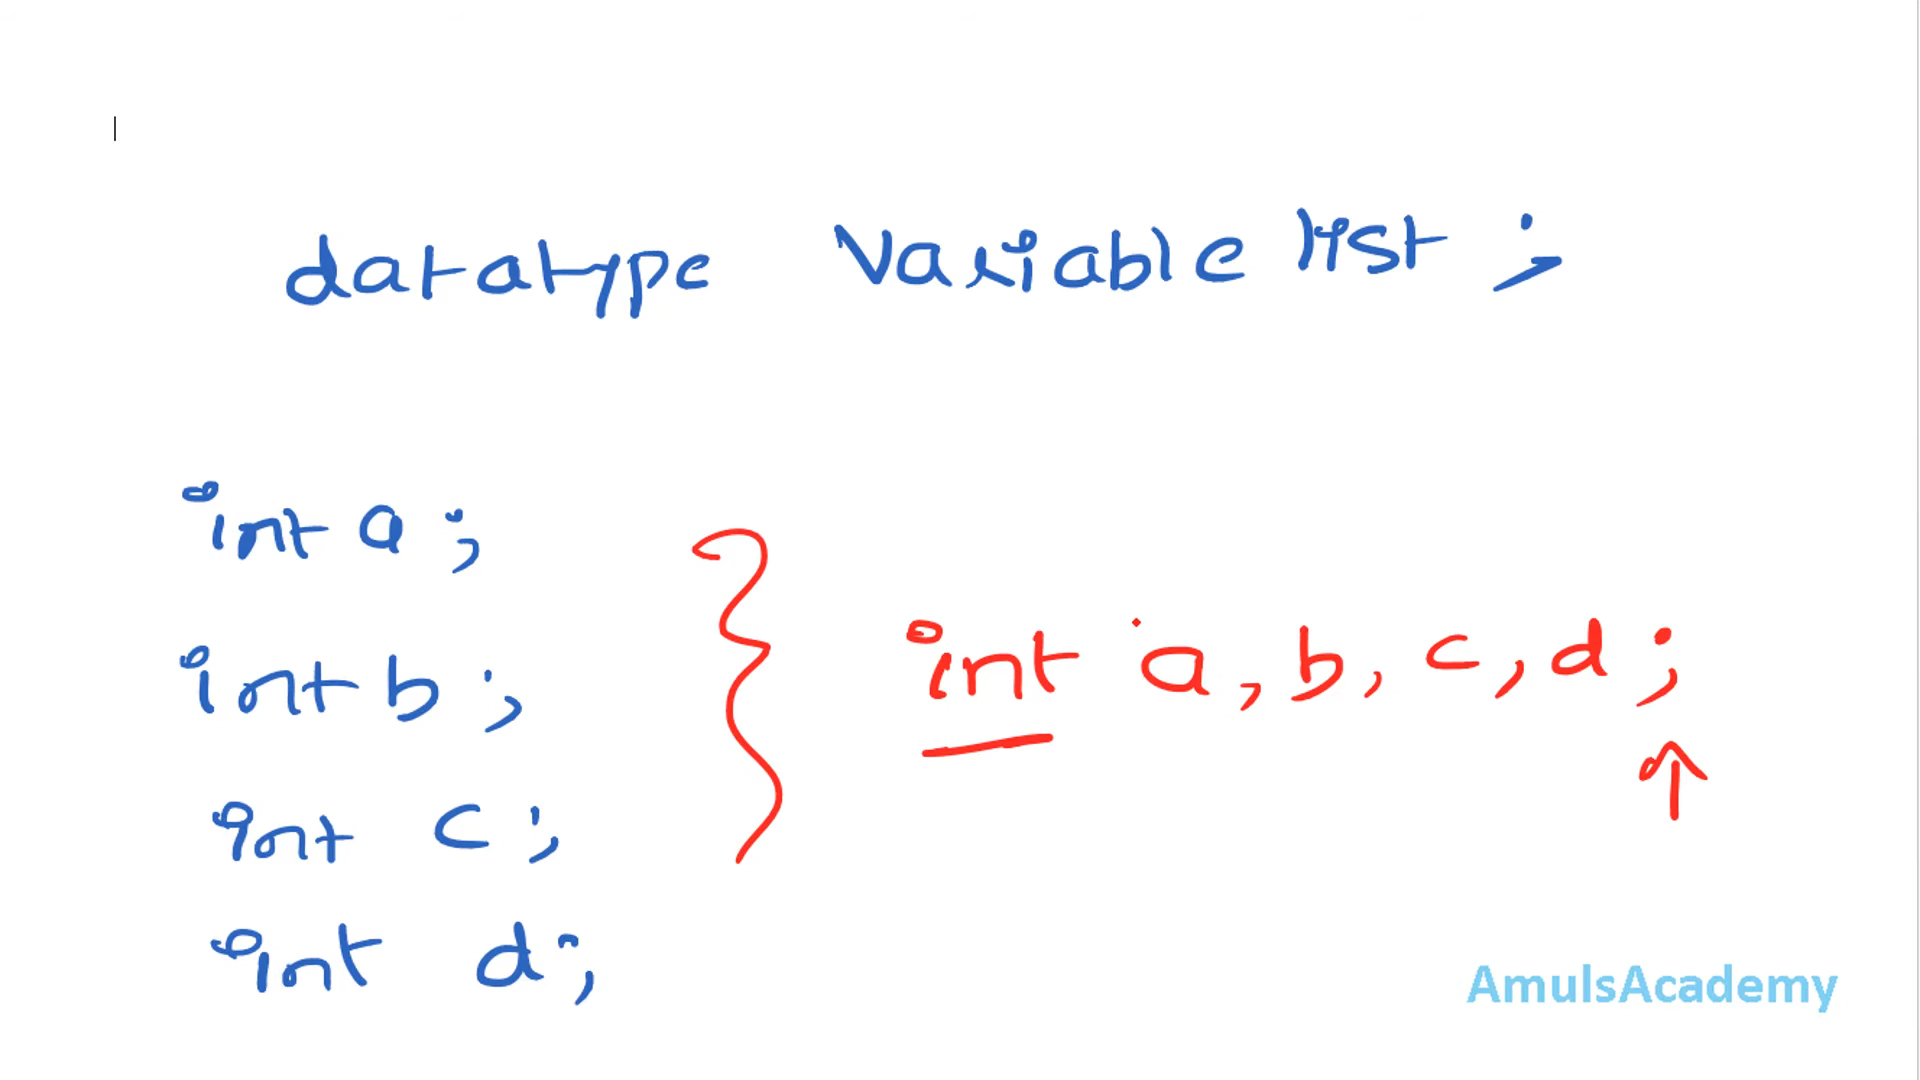 datatype variable list ;
int a ;
int b ;
int c ;
int d ;
int a , b , c , d ;
AmulsAcademy